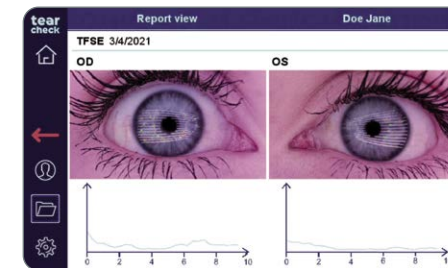 tear
check
Report view
Doe Jane
TFSE 3/4/2021
OD
OS
0 2 4 6 8 10
0 2 4 6 8